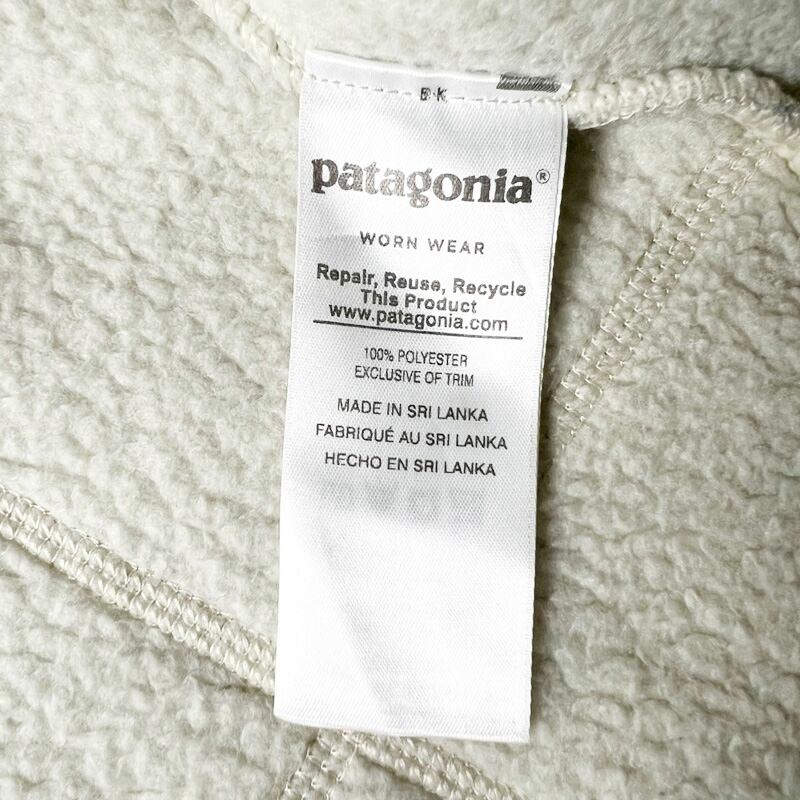 BK
patagonia®
WORN WEAR
Repair, Reuse, Recycle
This Product
www.patagonia.com
100% POLYESTER
EXCLUSIVE OF TRIM
MADE IN SRI LANKA
FABRIQUÉ AU SRI LANKA
HECHO EN SRI LANKA